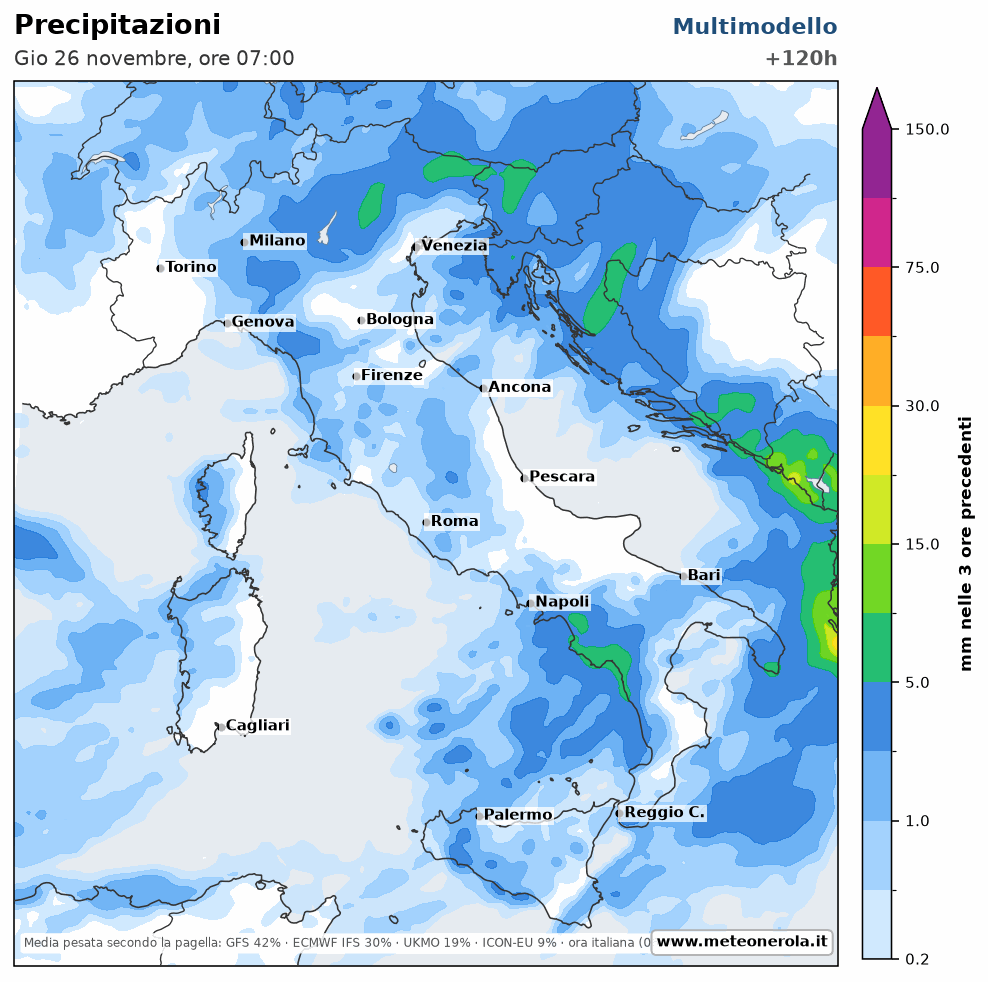 Precipitazioni
Multimodello
Gio 26 novembre, ore 07:00
+120h
150.0
75.0
30.0
15.0
5.0
1.0
0.2
mm nelle 3 ore precedenti
Milano
Venezia
Torino
Genova
Bologna
Firenze
Ancona
Pescara
Roma
Bari
Napoli
Cagliari
Palermo
Reggio C.
Media pesata secondo la pagella: GFS 42% · ECMWF IFS 30% · UKMO 19% · ICON-EU 9% · ora italiana (0
www.meteonerola.it